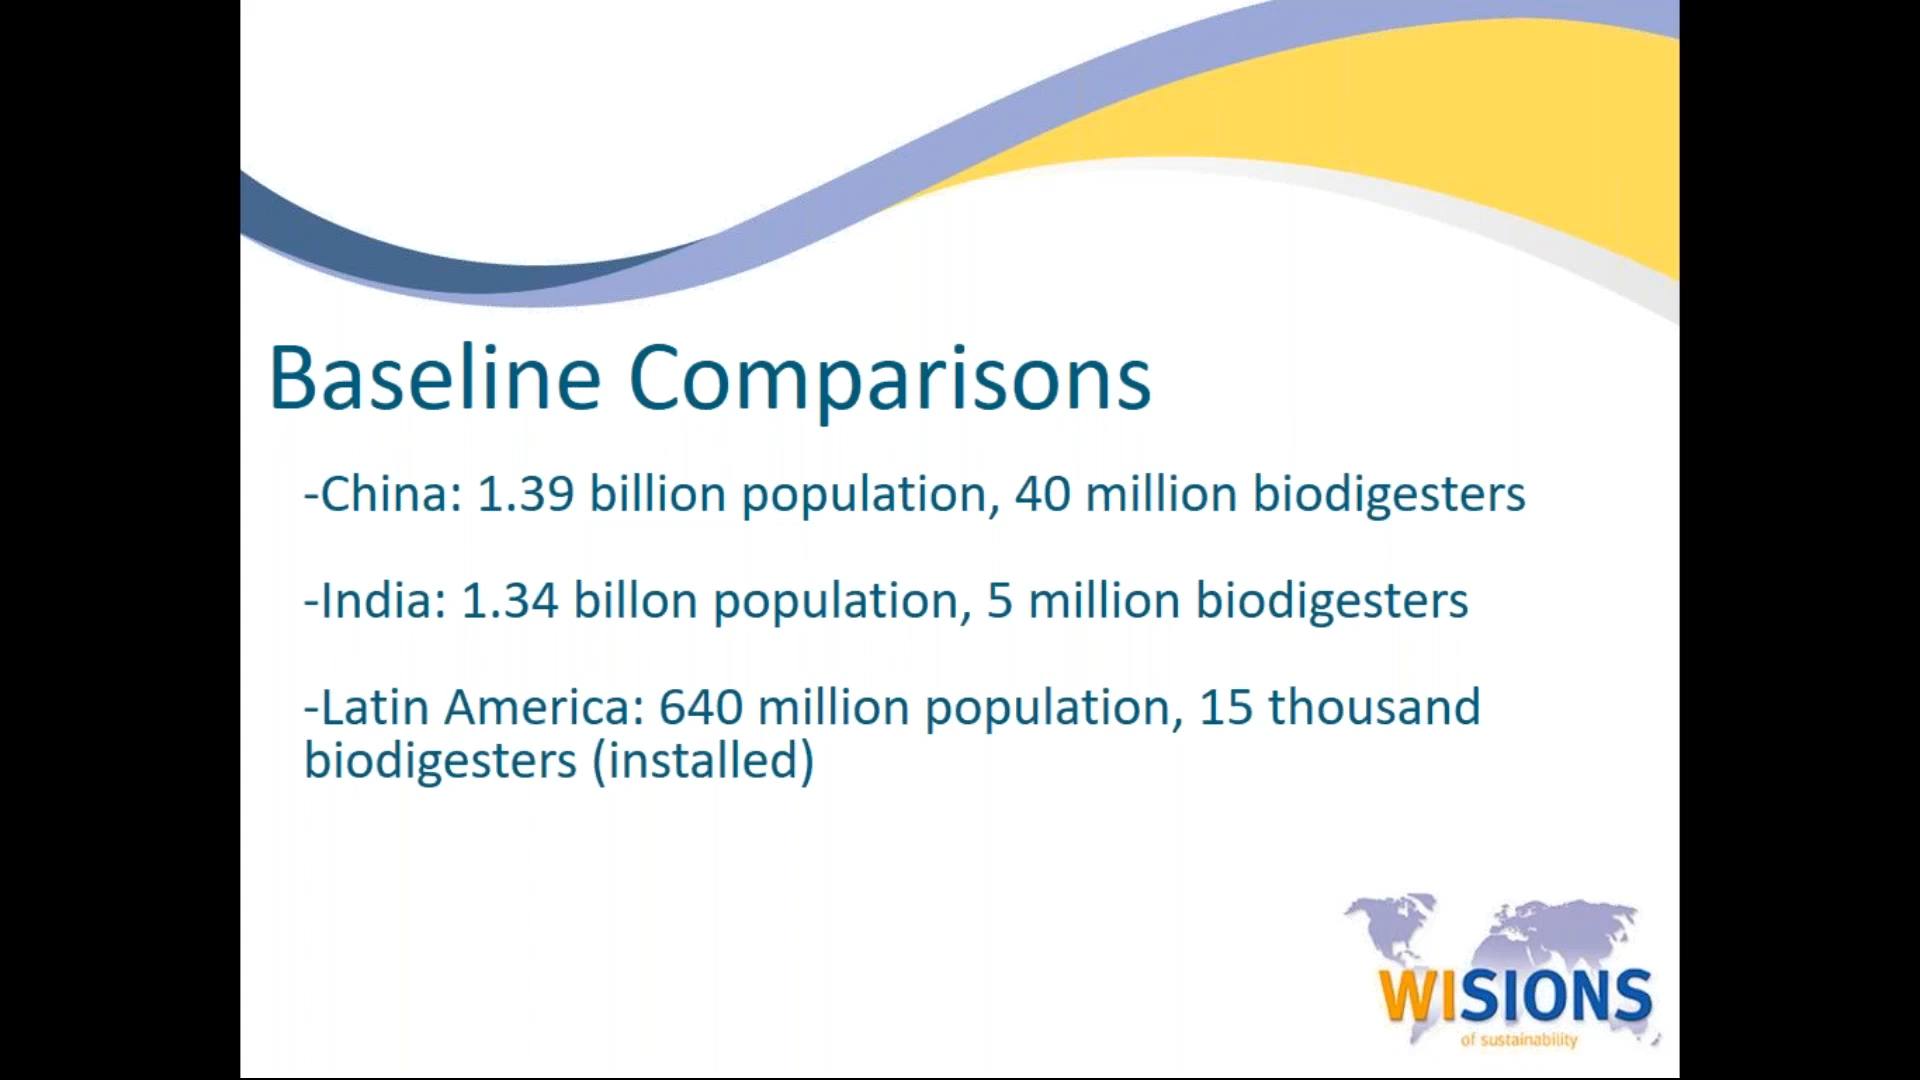 Baseline Comparisons
-China: 1.39 billion population, 40 million biodigesters
-India: 1.34 billon population, 5 million biodigesters
-Latin America: 640 million population, 15 thousand
biodigesters (installed)
WISIONS
of sustainability